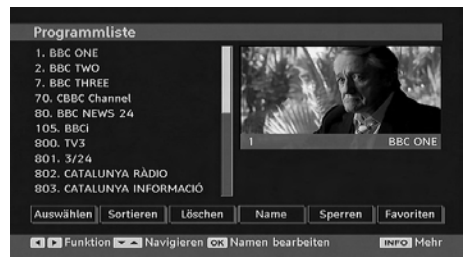 Programmliste
1. BBC ONE
2. BBC TWO
7. BBC THREE
70. CBBC Channel
80. BBC NEWS 24
105. BBCi
800. TV3
801. 3/24
802. CATALUNYA RÀDIO
803. CATALUNYA INFORMACIÓ
1 BBC ONE
Auswählen Sortieren Löschen Name Sperren Favoriten
Funktion Navigieren OK Namen bearbeiten INFO Mehr